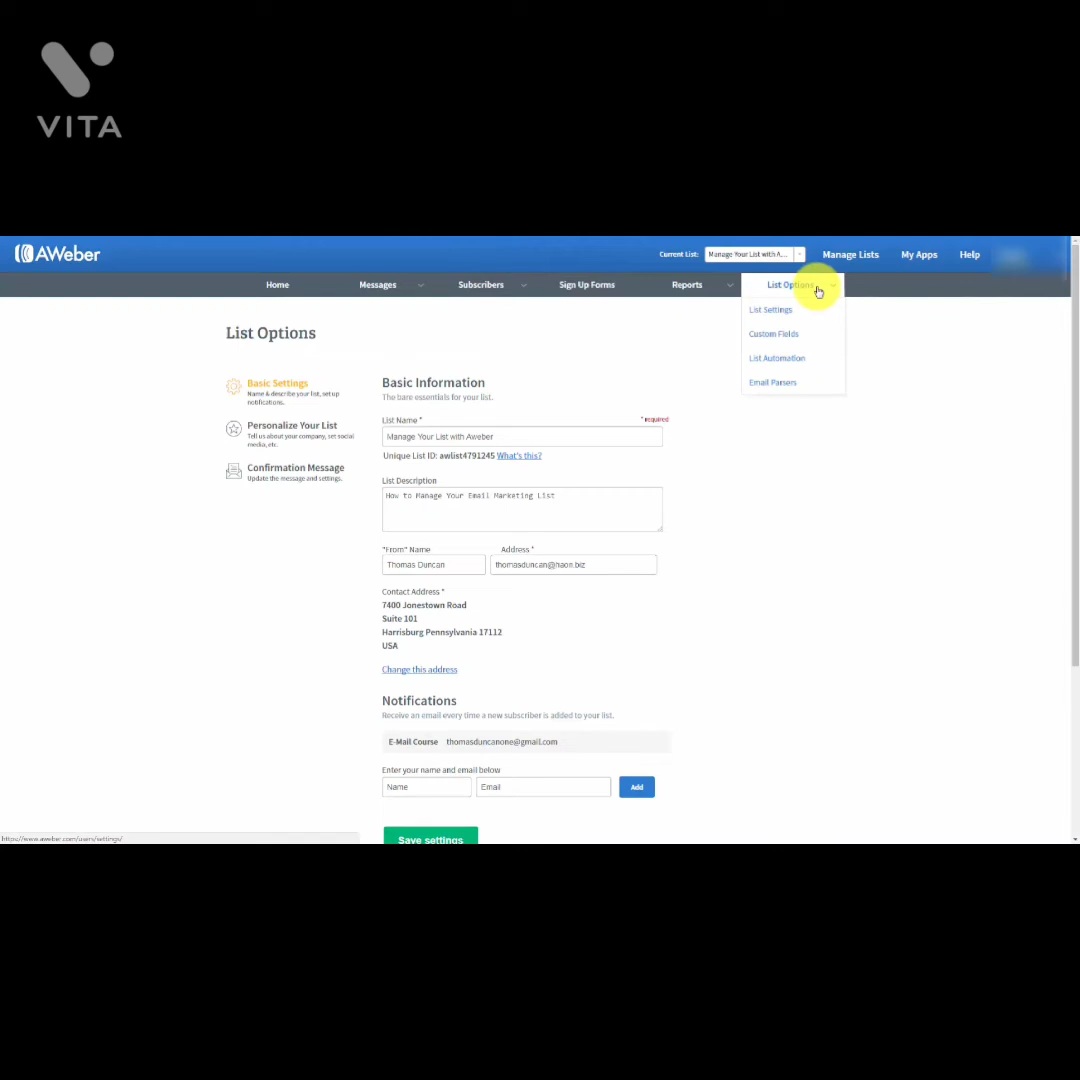 VITA
AWeber
Current List: Manage Your List with A... Manage Lists My Apps Help
Home Messages Subscribers Sign Up Forms Reports List Options
List Settings
Custom Fields
List Automation
Email Parsers
List Options
Basic Settings
Name & describe your list, set up
notifications.
Personalize Your List
Tell us about your company, set social
media, etc.
Confirmation Message
Update the message and settings.
Basic Information
The bare essentials for your list.
List Name * * required
Manage Your List with Aweber
Unique List ID: awlist4791245 What's this?
List Description
How to Manage Your Email Marketing List
"From" Name Address *
Thomas Duncan thomasduncan@haon.biz
Contact Address *
7400 Jonestown Road
Suite 101
Harrisburg Pennsylvania 17112
USA
Change this address
Notifications
Receive an email every time a new subscriber is added to your list.
E-Mail Course thomasduncanone@gmail.com
Enter your name and email below
Name Email Add
Save settings
https://www.aweber.com/users/settings/